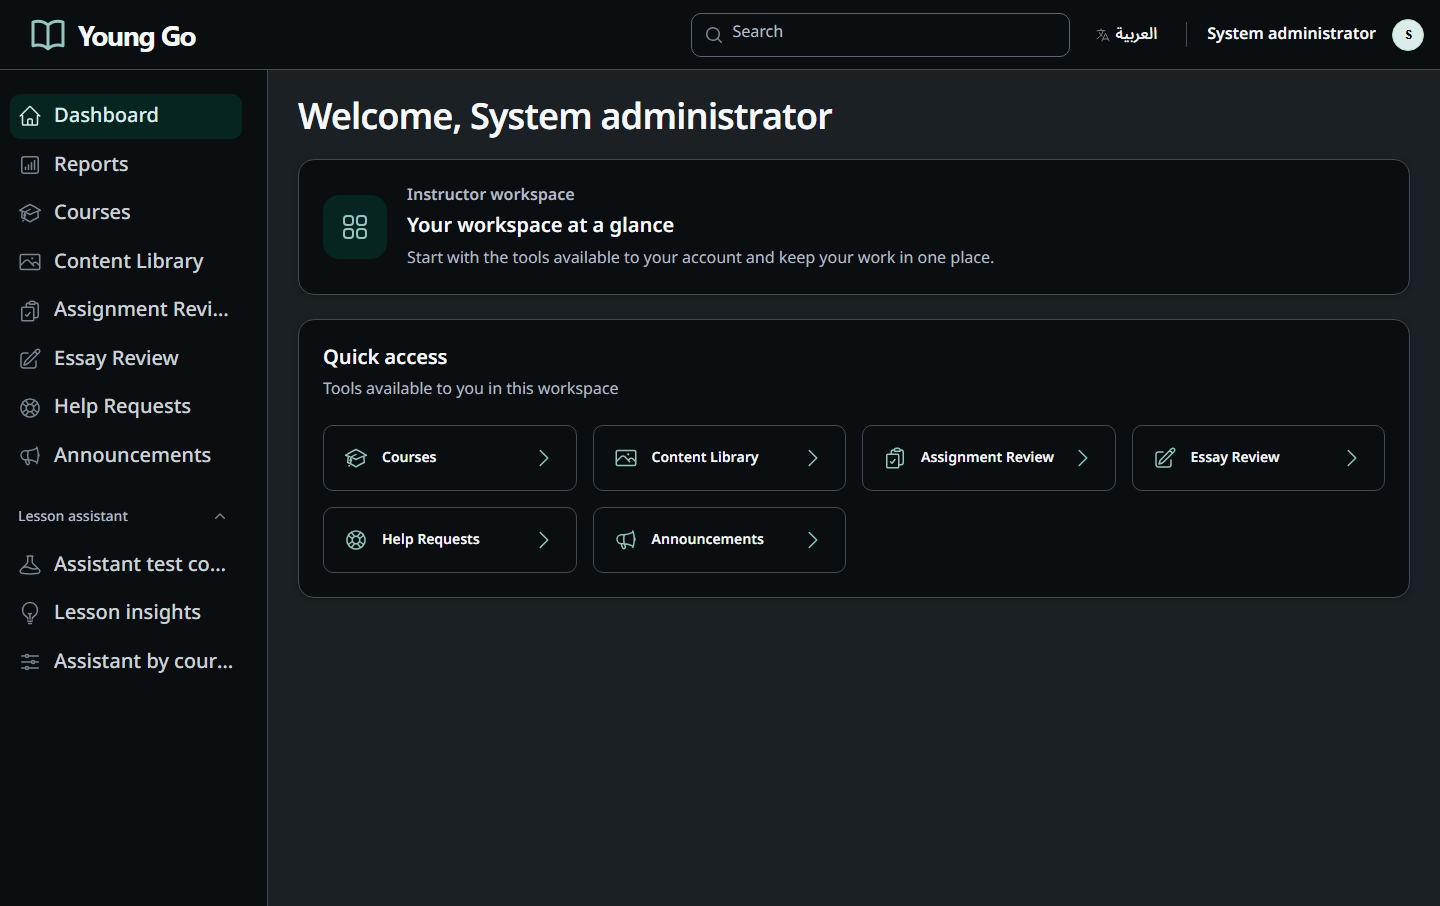 Young Go
Search
العربية
System administrator
S
Dashboard
Reports
Courses
Content Library
Assignment Revi...
Essay Review
Help Requests
Announcements
Lesson assistant
Assistant test co...
Lesson insights
Assistant by cour...
Welcome, System administrator
Instructor workspace
Your workspace at a glance
Start with the tools available to your account and keep your work in one place.
Quick access
Tools available to you in this workspace
Courses
Content Library
Assignment Review
Essay Review
Help Requests
Announcements